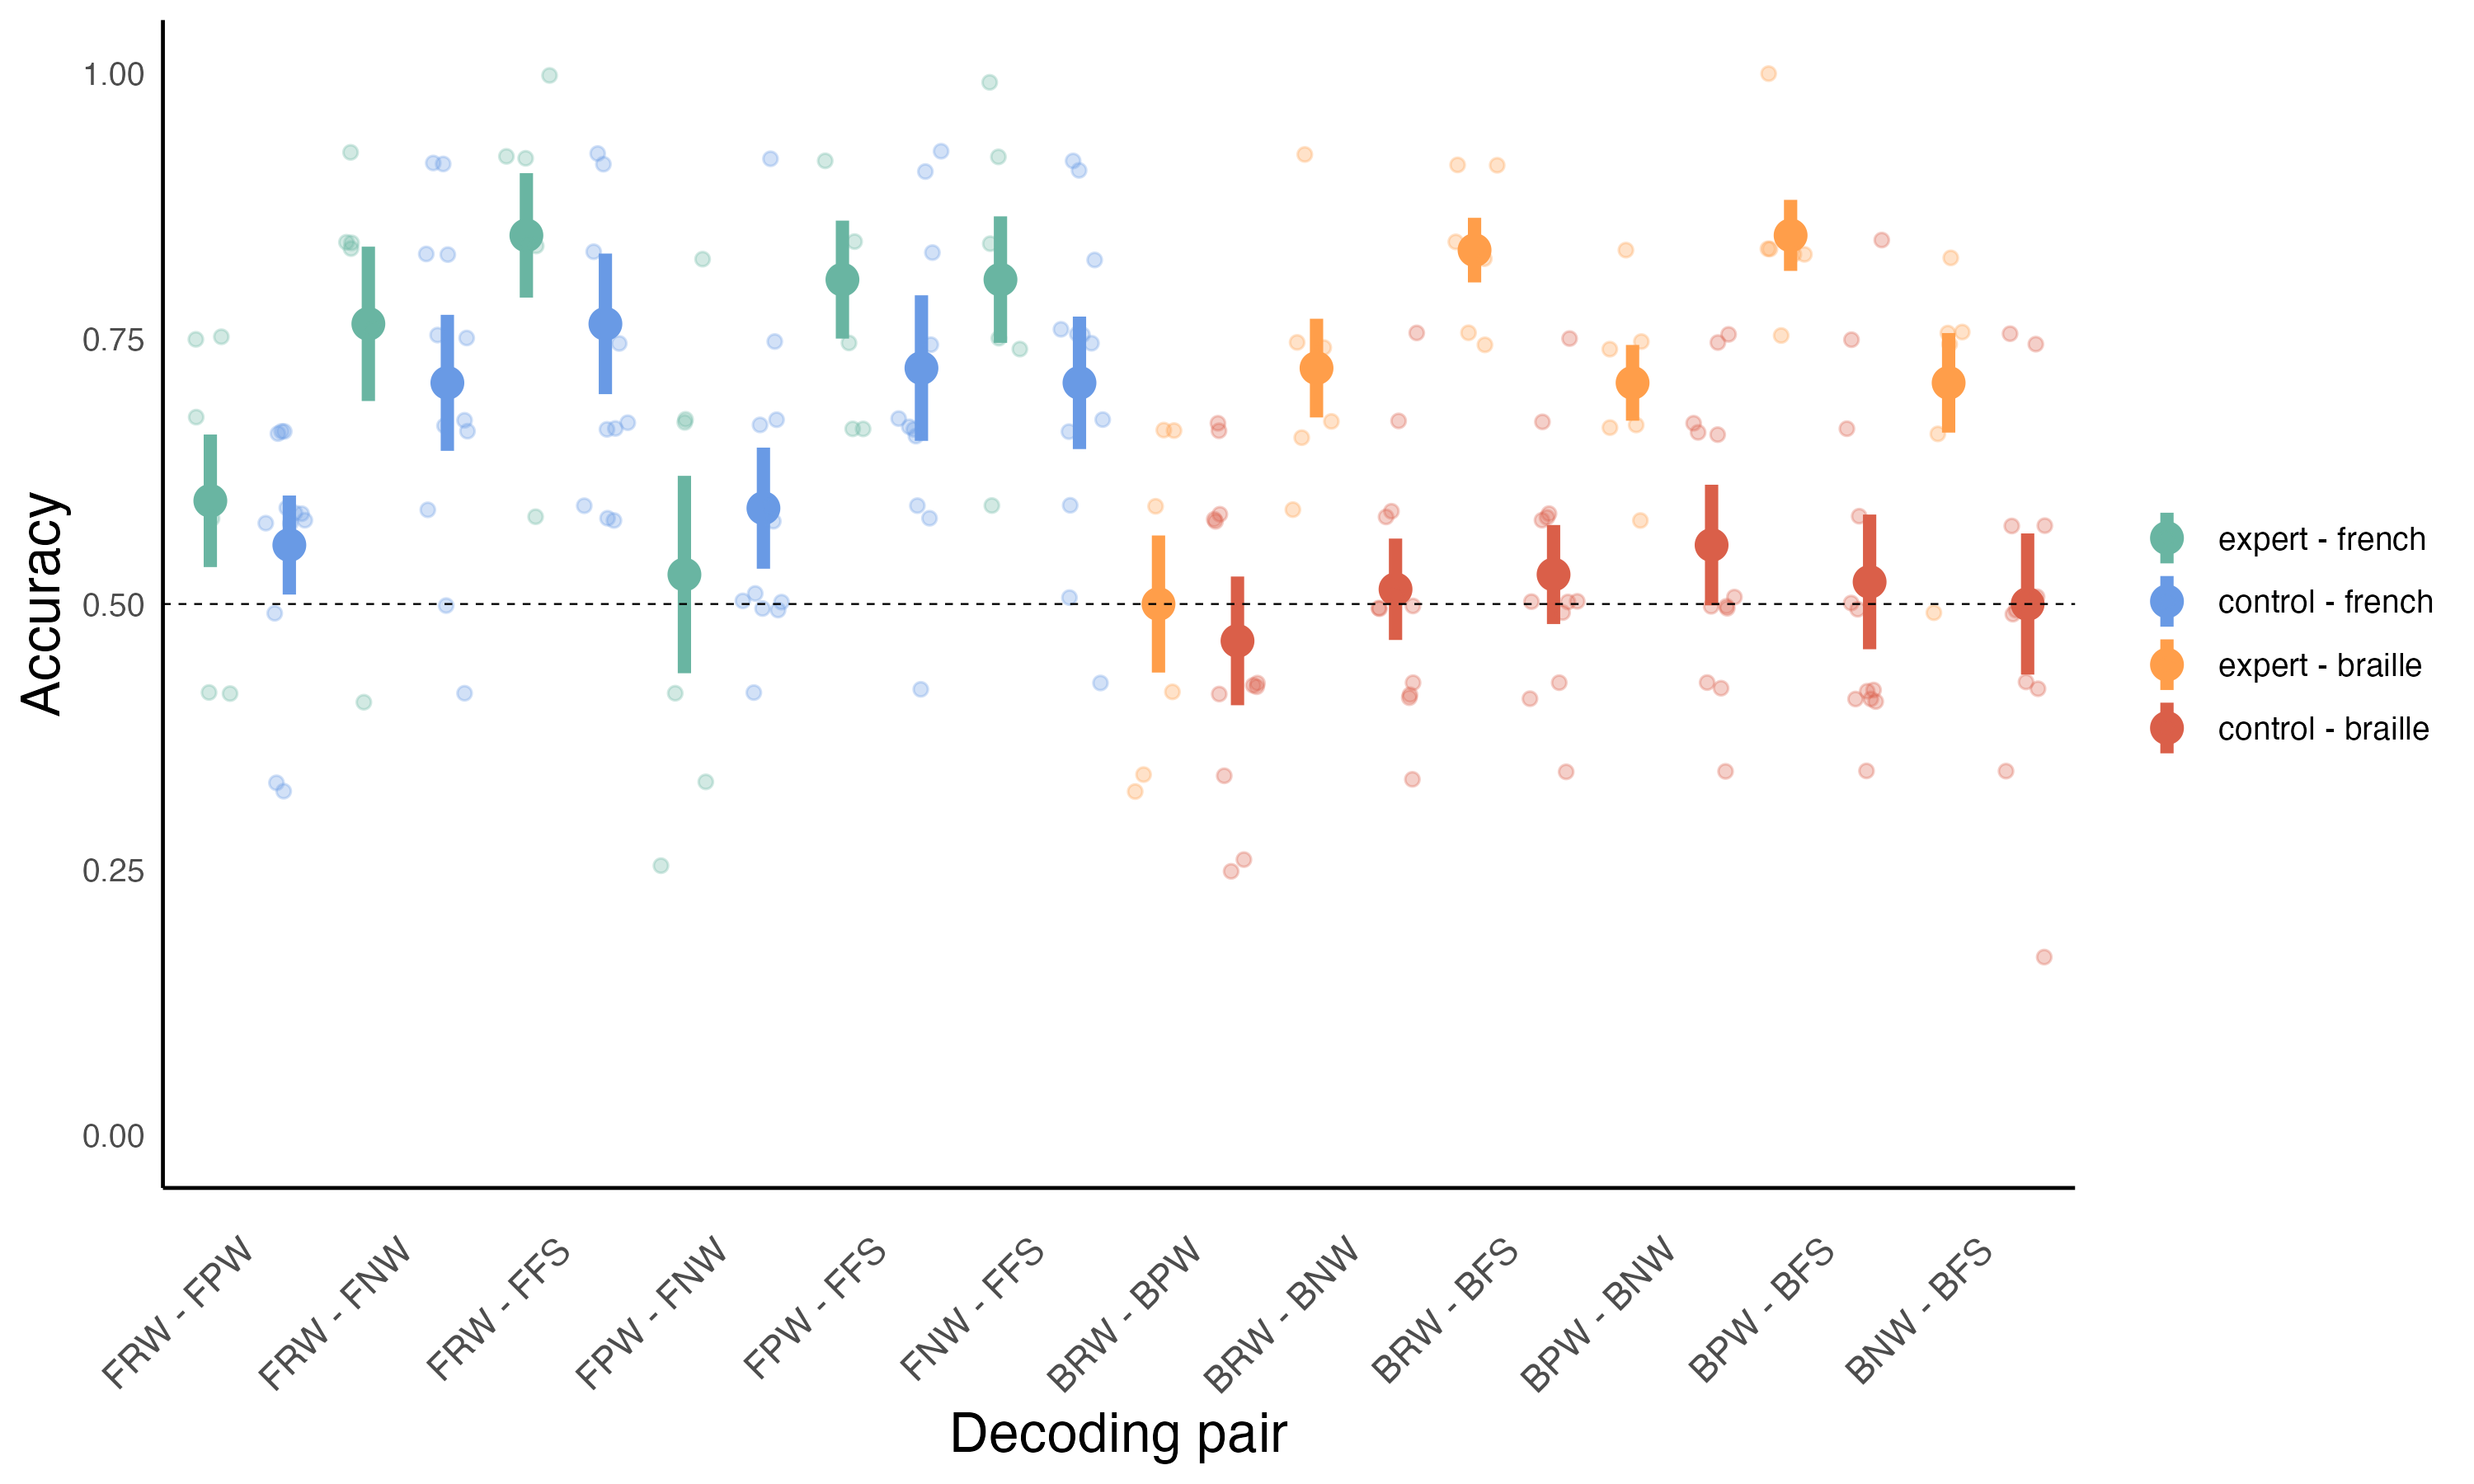 1.00
0.75
0.50
0.25
0.00
Accuracy
FRW - FPW
FRW - FNW
FRW - FFS
FPW - FNW
FPW - FFS
FNW - FFS
BRW - BPW
BRW - BNW
BRW - BFS
BPW - BNW
BPW - BFS
BNW - BFS
Decoding pair
expert - french
control - french
expert - braille
control - braille